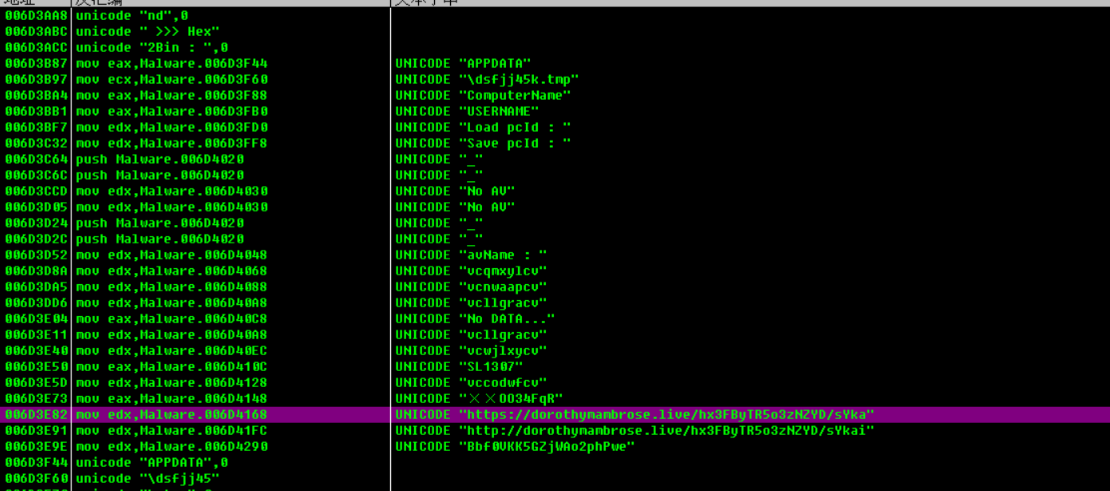 地址 反汇编 文本字串
006D3AA8 unicode "nd",0
006D3ABC unicode " >>> Hex"
006D3ACC unicode "2Bin : ",0
006D3B87 mov eax,Malware.006D3F44 UNICODE "APPDATA"
006D3B97 mov ecx,Malware.006D3F60 UNICODE "\dsfjj45k.tmp"
006D3BA4 mov eax,Malware.006D3F88 UNICODE "ComputerName"
006D3BB1 mov eax,Malware.006D3FB0 UNICODE "USERNAME"
006D3BF7 mov edx,Malware.006D3FD0 UNICODE "Load pcId : "
006D3C32 mov edx,Malware.006D3FF8 UNICODE "Save pcId : "
006D3C64 push Malware.006D4020 UNICODE "_"
006D3C6C push Malware.006D4020 UNICODE "_"
006D3CCD mov edx,Malware.006D4030 UNICODE "No AV"
006D3D05 mov edx,Malware.006D4030 UNICODE "No AV"
006D3D24 push Malware.006D4020 UNICODE "_"
006D3D2C push Malware.006D4020 UNICODE "_"
006D3D52 mov edx,Malware.006D4048 UNICODE "avName : "
006D3D8A mov edx,Malware.006D4068 UNICODE "vcqmxylcv"
006D3DA5 mov edx,Malware.006D4088 UNICODE "vcnwaapcv"
006D3DD6 mov edx,Malware.006D40A8 UNICODE "vcllgracv"
006D3E04 mov eax,Malware.006D40C8 UNICODE "No DATA..."
006D3E11 mov edx,Malware.006D40A8 UNICODE "vcllgracv"
006D3E40 mov edx,Malware.006D40EC UNICODE "vcwjlxycv"
006D3E50 mov eax,Malware.006D410C UNICODE "SL1307"
006D3E5D mov edx,Malware.006D4128 UNICODE "vccodwfcv"
006D3E73 mov eax,Malware.006D4148 UNICODE "××OO34FqR"
006D3E82 mov edx,Malware.006D4168 UNICODE "https://dorothymambrose.live/hx3FByTR5o3zNZYD/sYka"
006D3E91 mov edx,Malware.006D41FC UNICODE "http://dorothymambrose.live/hx3FByTR5o3zNZYD/sYkai"
006D3E9E mov edx,Malware.006D4290 UNICODE "Bbf0VKK5GZjWAo2phPwe"
006D3F44 unicode "APPDATA",0
006D3F60 unicode "\dsfjj45"